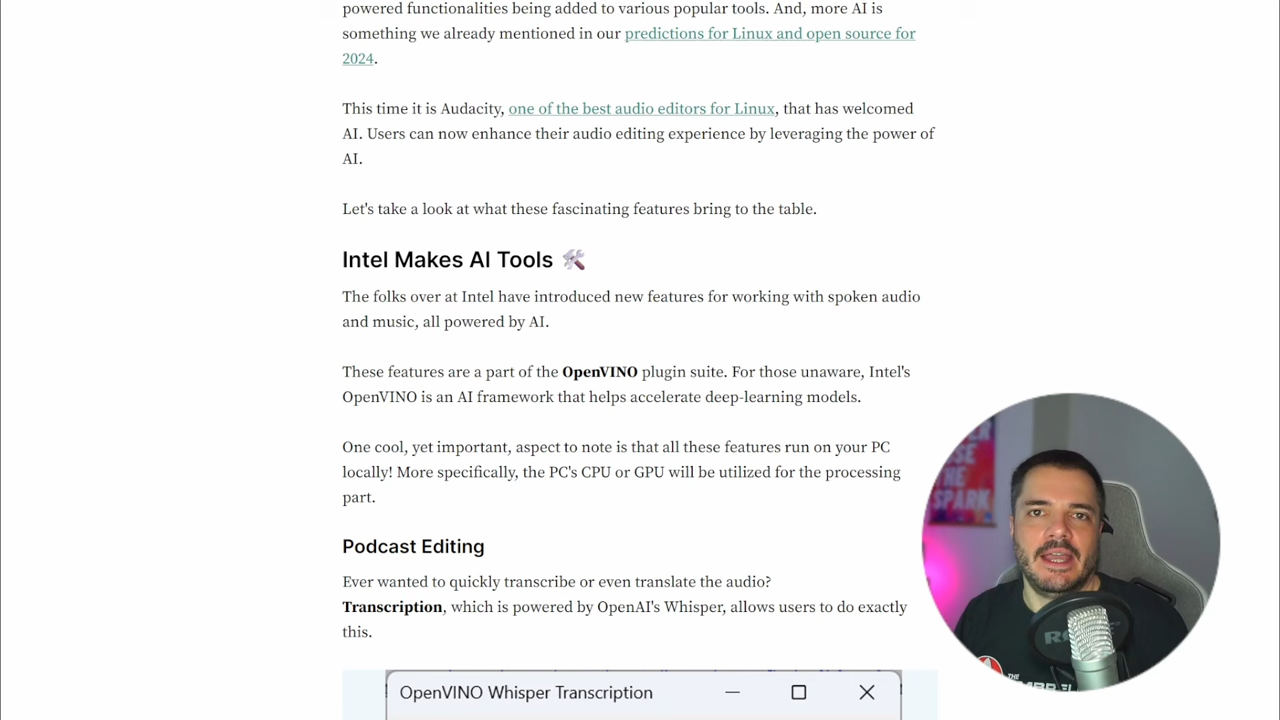 powered functionalities being added to various popular tools. And, more AI is
something we already mentioned in our predictions for Linux and open source for
2024.
This time it is Audacity, one of the best audio editors for Linux, that has welcomed
AI. Users can now enhance their audio editing experience by leveraging the power of
AI.
Let's take a look at what these fascinating features bring to the table.
Intel Makes AI Tools 🛠️
The folks over at Intel have introduced new features for working with spoken audio
and music, all powered by AI.
These features are a part of the OpenVINO plugin suite. For those unaware, Intel's
OpenVINO is an AI framework that helps accelerate deep-learning models.
One cool, yet important, aspect to note is that all these features run on your PC
locally! More specifically, the PC's CPU or GPU will be utilized for the processing
part.
Podcast Editing
Ever wanted to quickly transcribe or even translate the audio?
Transcription, which is powered by OpenAI's Whisper, allows users to do exactly
this.
OpenVINO Whisper Transcription
THE
SPARK
THE